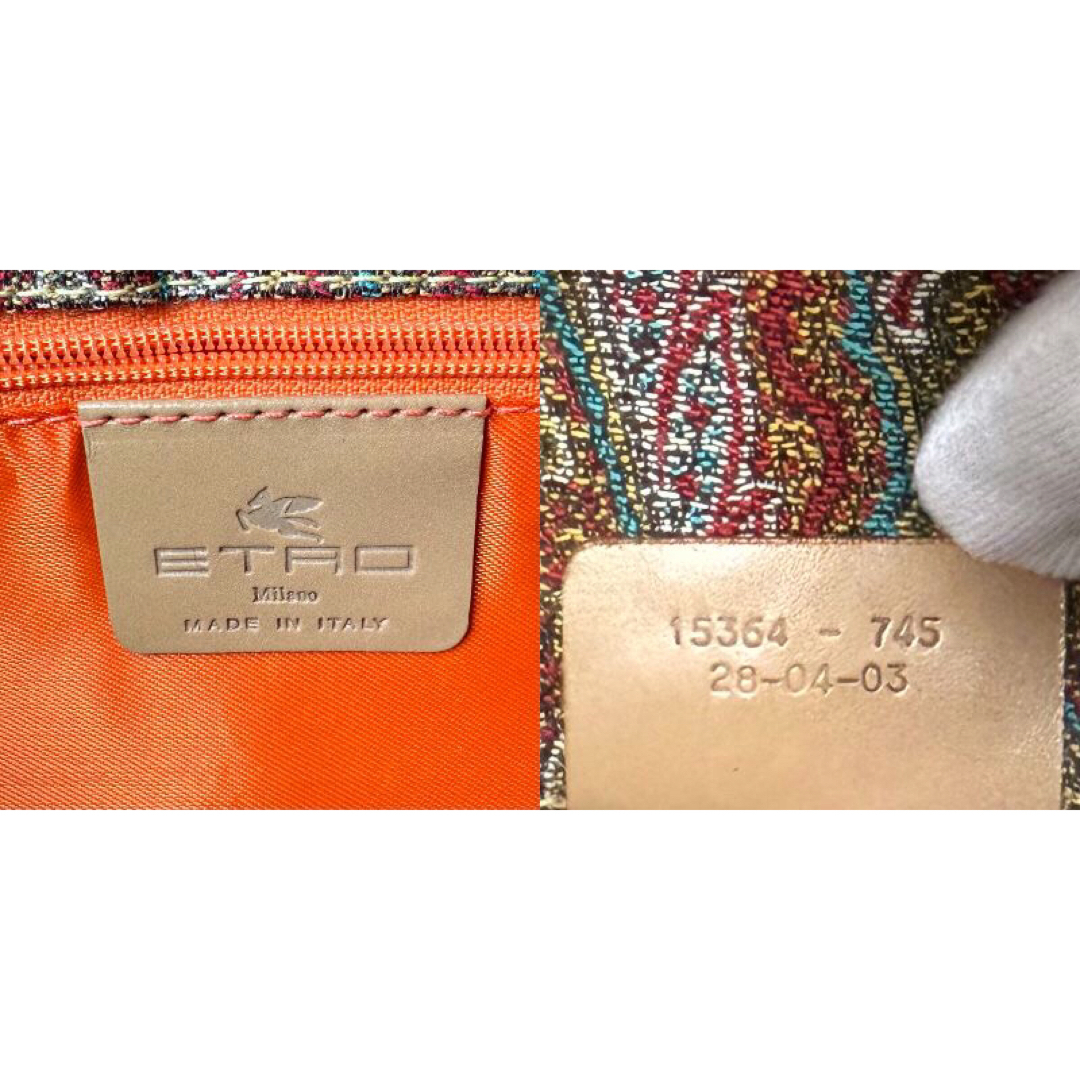 ETRO
Milano
MADE IN ITALY
15364 - 745
28-04-03